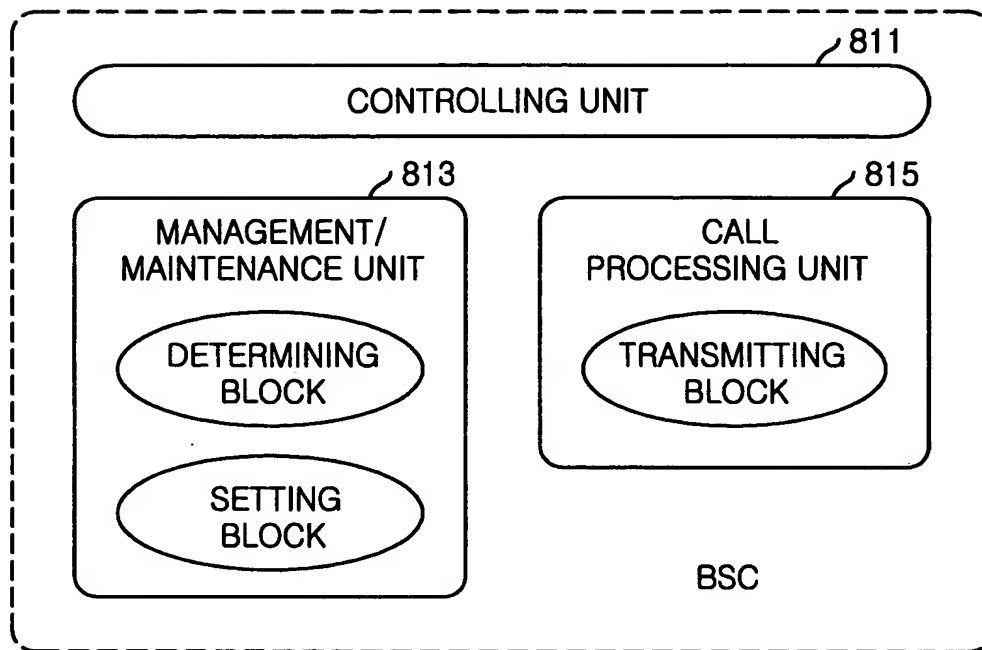 811
CONTROLLING UNIT
813
MANAGEMENT/
MAINTENANCE UNIT
DETERMINING
BLOCK
SETTING
BLOCK
815
CALL
PROCESSING UNIT
TRANSMITTING
BLOCK
BSC